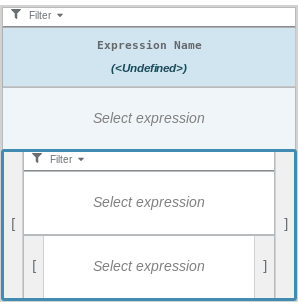 Filter
Expression Name
(<Undefined>)
Select expression
Filter
Select expression
[
]
[
Select expression
]